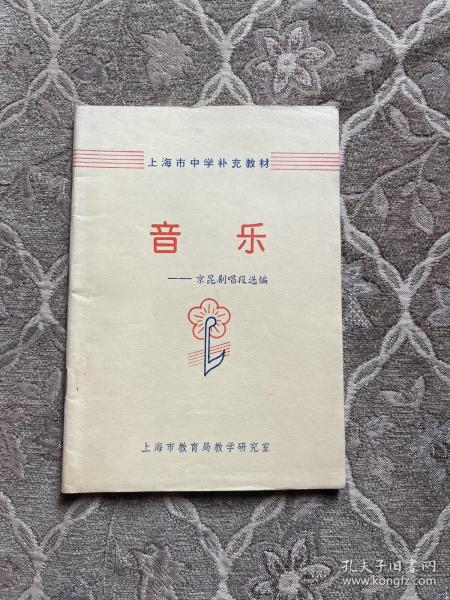 上海市中学补充教材
音乐
——京昆剧唱段选编
上海市教育局教学研究室
孔夫子旧书网
www.kongfz.com